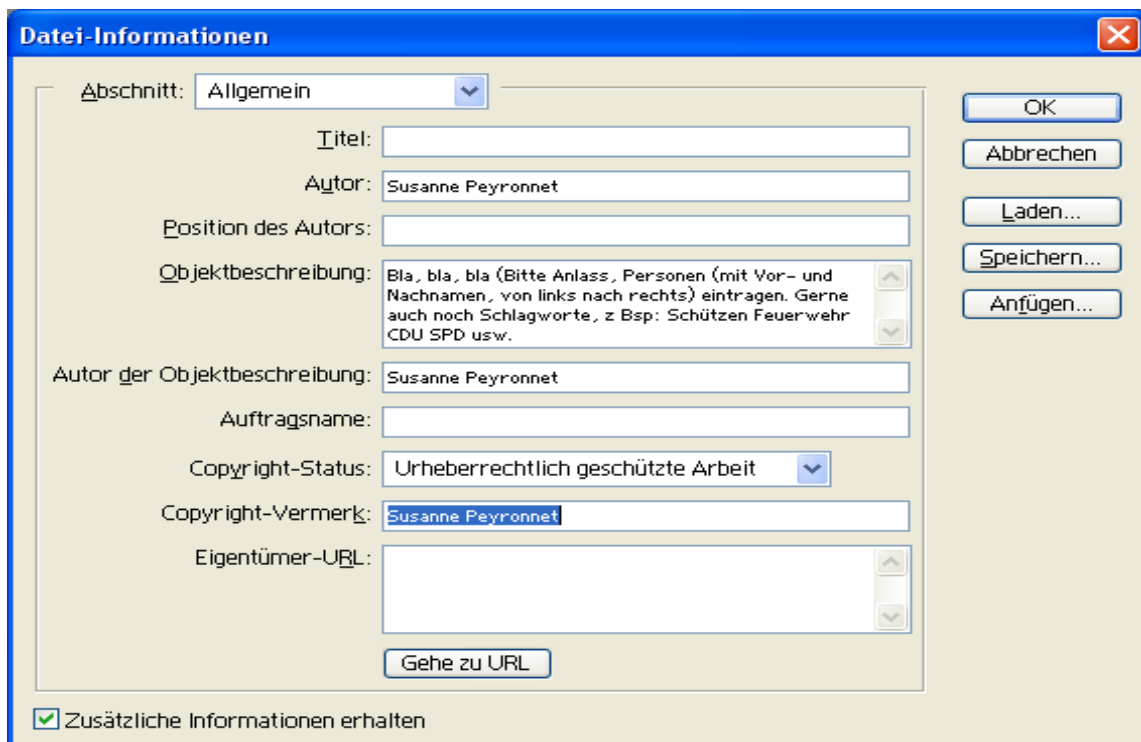 Datei-Informationen
Abschnitt: Allgemein
OK
Titel:
Abbrechen
Autor: Susanne Peyronnet
Position des Autors:
Laden...
Objektbeschreibung: Bla, bla, bla (Bitte Anlass, Personen (mit Vor- und
Nachnamen, von links nach rechts) eintragen. Gerne
auch noch Schlagworte, z Bsp: Schützen Feuerwehr
CDU SPD usw.
Speichern...
Anfügen...
Autor der Objektbeschreibung: Susanne Peyronnet
Auftragsname:
Copyright-Status: Urheberrechtlich geschützte Arbeit
Copyright-Vermerk: Susanne Peyronnet
Eigentümer-URL:
Gehe zu URL
Zusätzliche Informationen erhalten